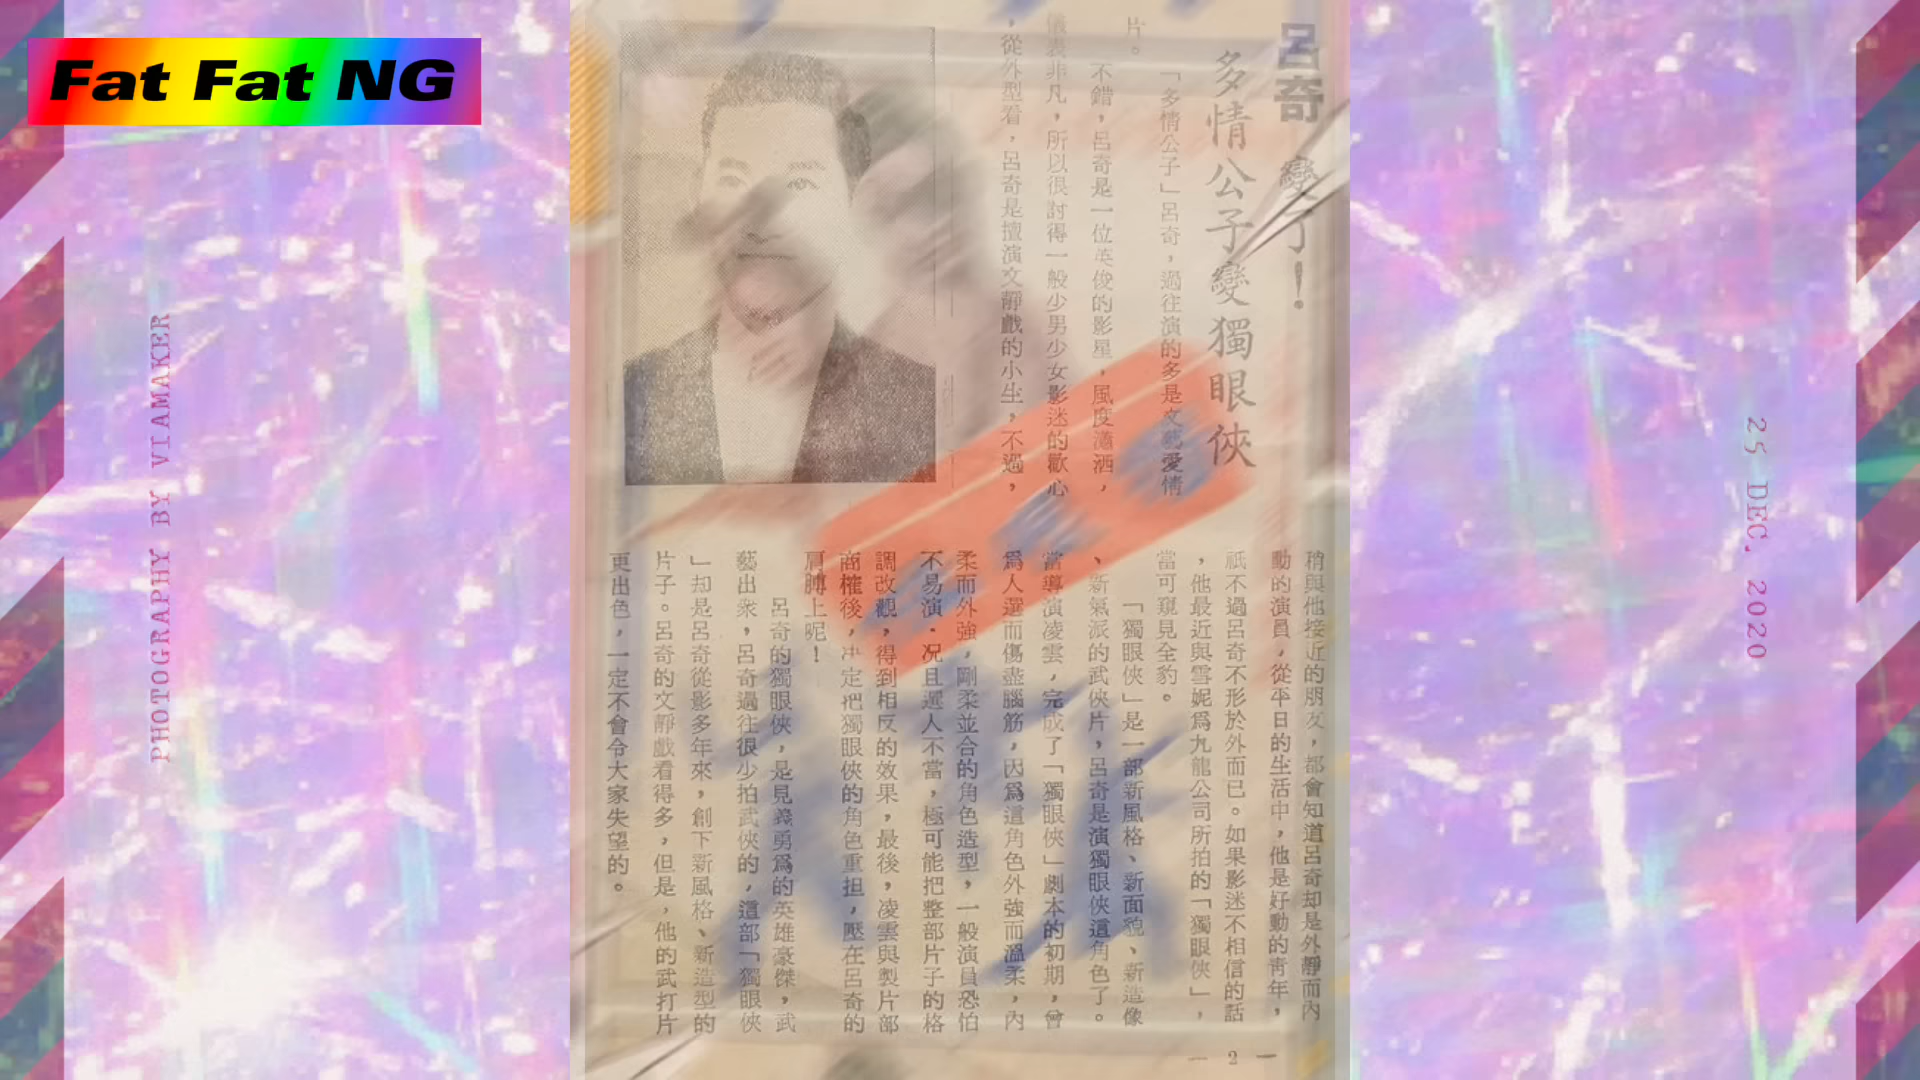 Fat Fat NG
PHOTOGRAPHY BY VIAMAKER
25 DEC, 2020
呂奇 變了！
多情公子變獨眼俠
「多情公子」呂奇，過往演的多是文藝愛情
片。
不錯，呂奇是一位英俊的影星，風度瀟洒，
儀表非凡，所以很討得一般少男少女影迷的歡心
，從外型看，呂奇是擅演文靜戲的小生，不過，
稍與他接近的朋友，都會知道呂奇却是外靜而內
動的演員，從平日的生活中，他是好動的青年，
祇不過呂奇不形於外而已。如果影迷不相信的話
，他最近與雪妮爲九龍公司所拍的「獨眼俠」，
當可窺見全豹。
「獨眼俠」是一部新風格、新面貌、新造像
、新氣派的武俠片，呂奇是演獨眼俠這角色了。
當導演凌雲，完成了「獨眼俠」劇本的初期，曾
爲人選而傷盡腦筋，因爲這角色外強而溫柔，內
柔而外強，剛柔並合的角色造型，一般演員恐怕
不易演．况且選人不當，極可能把整部片子的格
調改觀，得到相反的效果，最後，凌雲與製片部
商榷後，决定把獨眼俠的角色重担，壓在呂奇的
肩膊上呢！
呂奇的獨眼俠，是見義勇爲的英雄豪傑，武
藝出衆，呂奇過往很少拍武俠的，這部「獨眼俠
」却是呂奇從影多年來，創下新風格、新造型的
片子。呂奇的文靜戲看得多，但是，他的武打片
更出色，一定不會令大家失望的。
— 2 —